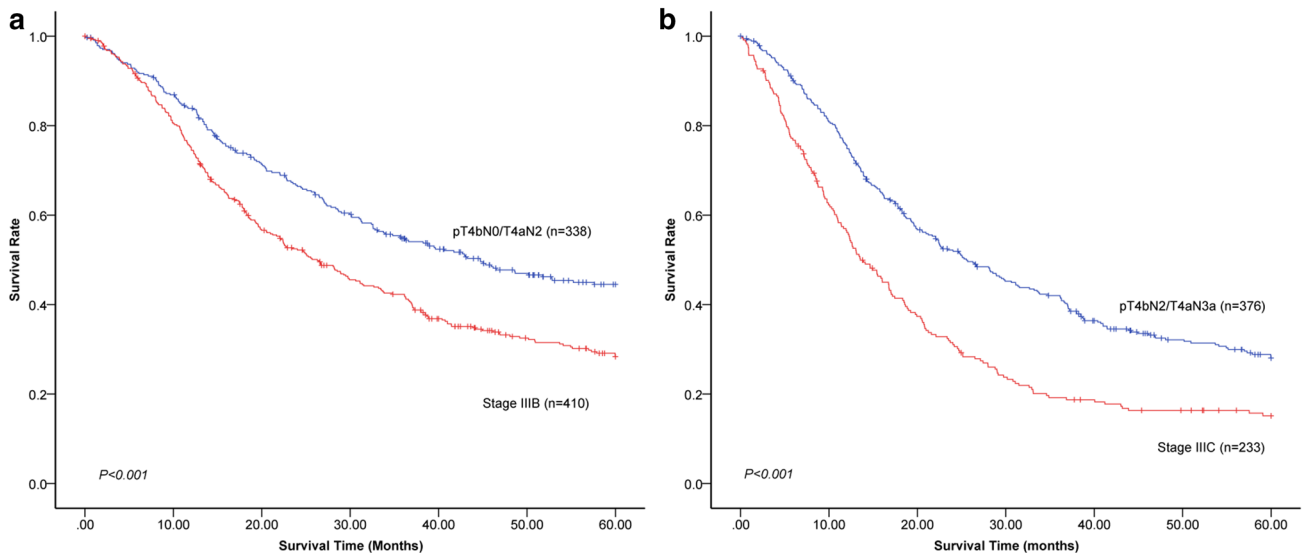 a
1.0
0.8
0.6
0.4
0.2
0.0
Survival Rate
pT4bN0/T4aN2 (n=338)
Stage IIIB (n=410)
P<0.001
.00 10.00 20.00 30.00 40.00 50.00 60.00
Survival Time (Months)
b
1.0
0.8
0.6
0.4
0.2
0.0
Survival Rate
pT4bN2/T4aN3a (n=376)
Stage IIIC (n=233)
P<0.001
.00 10.00 20.00 30.00 40.00 50.00 60.00
Survival Time (months)